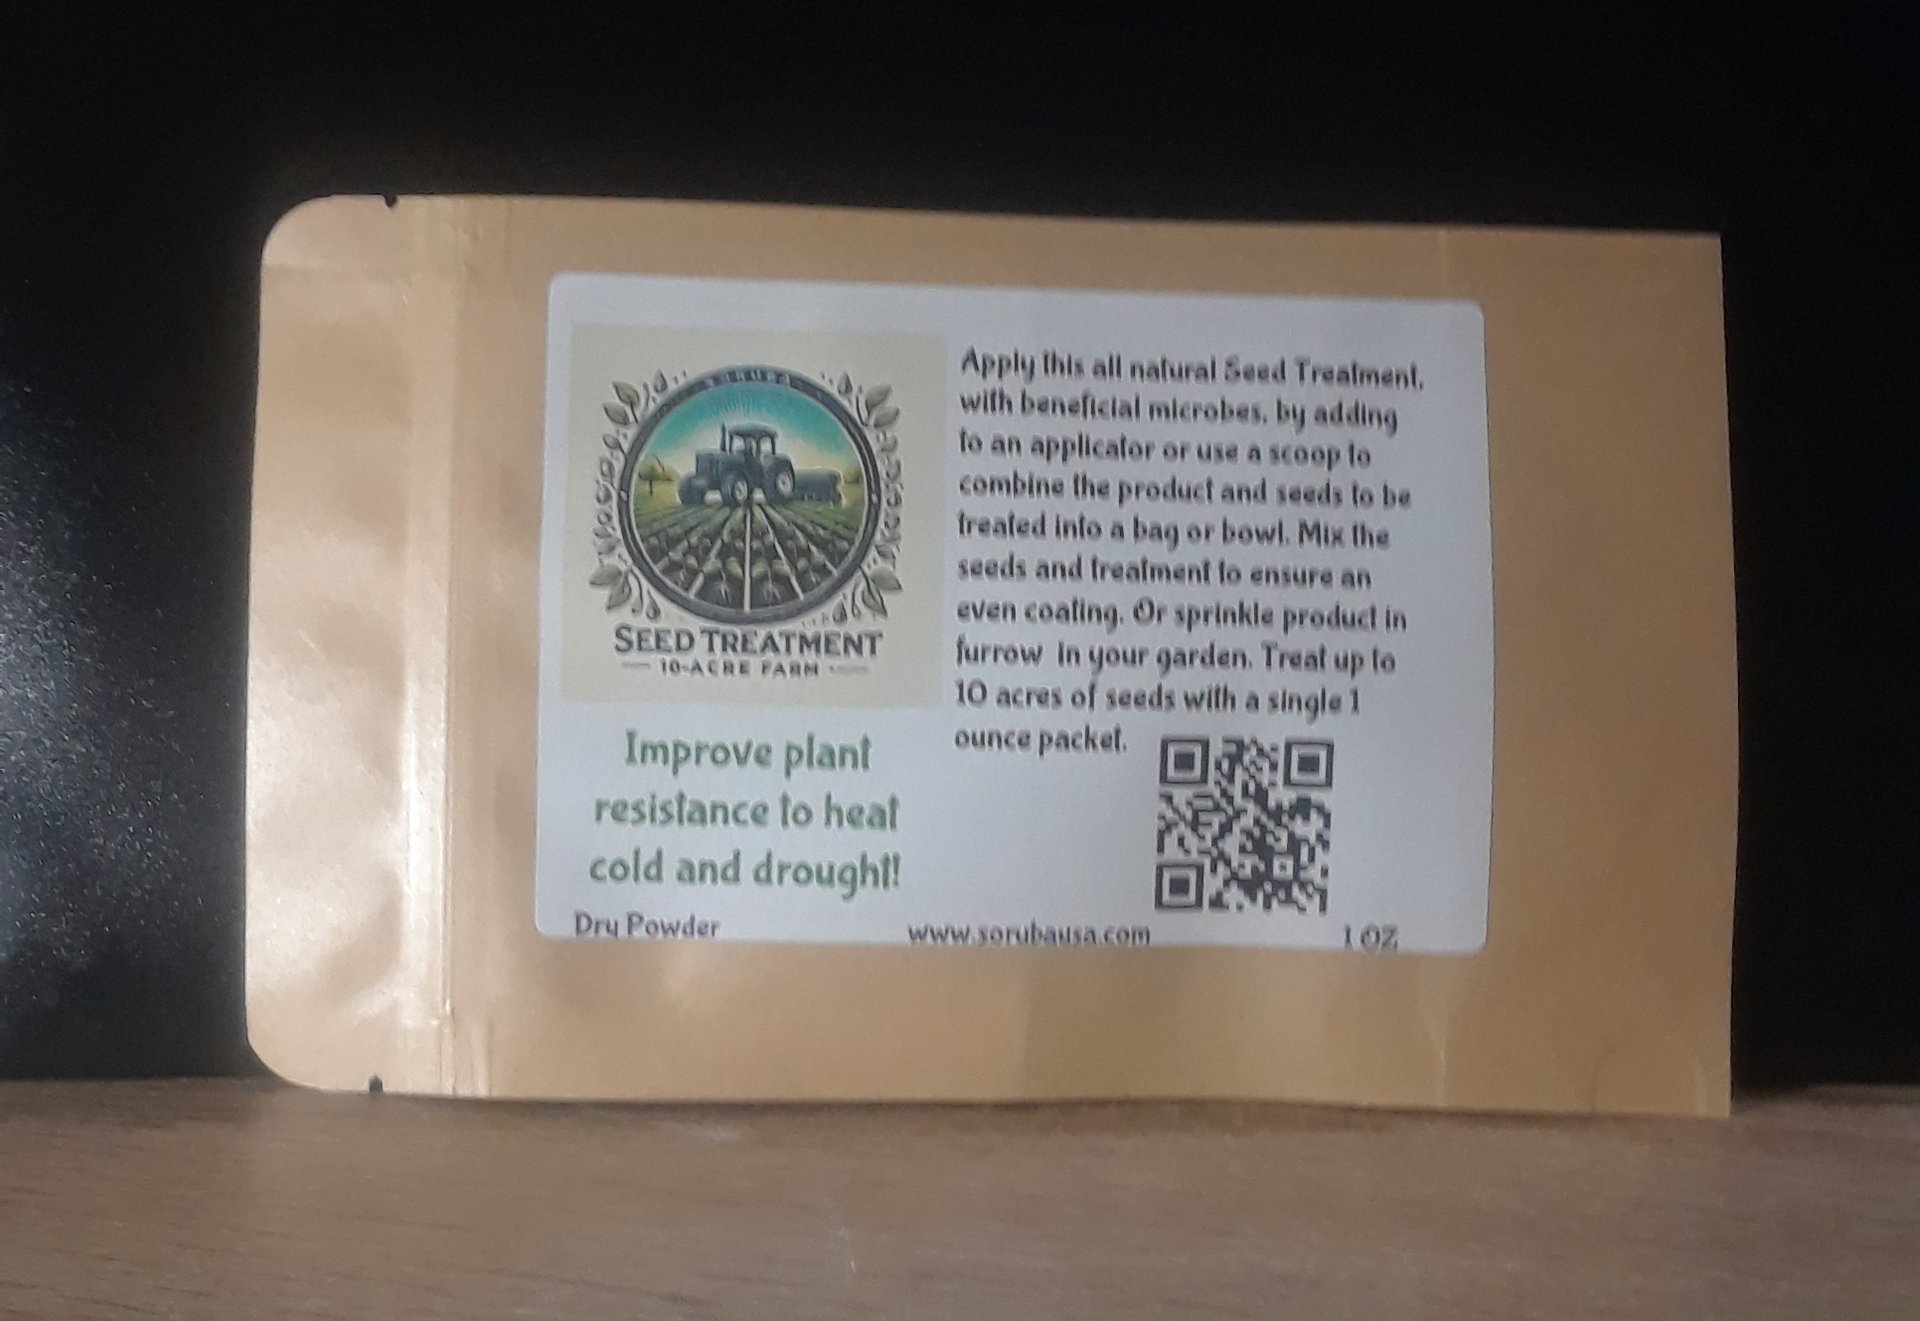 SORUBA
SEED TREATMENT
10-ACRE FARM
Improve plant
resistance to heat
cold and drought!
Apply this all natural Seed Treatment,
with beneficial microbes, by adding
to an applicator or use a scoop to
combine the product and seeds to be
treated into a bag or bowl. Mix the
seeds and treatment to ensure an
even coating. Or sprinkle product in
furrow in your garden. Treat up to
10 acres of seeds with a single 1
ounce packet.
Dry Powder
www.sorubausa.com
1 OZ